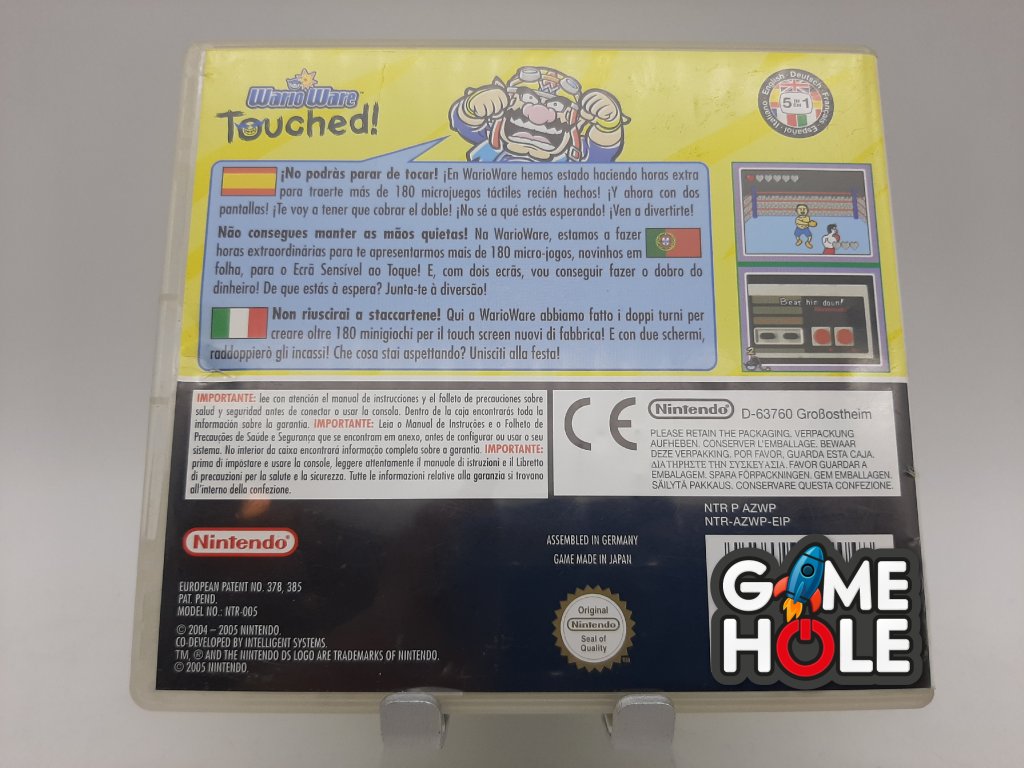 WarioWare
Touched!
English · Deutsch · Français · Español · Italiano
5 IN EN 1
¡No podrás parar de tocar! ¡En WarioWare hemos estado haciendo horas extra
para traerte más de 180 microjuegos táctiles recién hechos! ¡Y ahora con dos
pantallas! ¡Te voy a tener que cobrar el doble! ¡No sé a qué estás esperando! ¡Ven a divertirte!
Não consegues manter as mãos quietas! Na WarioWare, estamos a fazer
horas extraordinárias para te apresentarmos mais de 180 micro-jogos, novinhos em
folha, para o Ecrã Sensível ao Toque! E, com dois ecrãs, vou conseguir fazer o dobro do
dinheiro! De que estás à espera? Junta-te à diversão!
Non riuscirai a staccartene! Qui a WarioWare abbiamo fatto i doppi turni per
creare oltre 180 minigiochi per il touch screen nuovi di fabbrica! E con due schermi,
raddoppierò gli incassi! Che cosa stai aspettando? Unisciti alla festa!
Beat him down!
Nintendo
IMPORTANTE: lee con atención el manual de instrucciones y el folleto de precauciones sobre
salud y seguridad antes de conectar o usar la consola. Dentro de la caja encontrarás toda la
información sobre la garantía. IMPORTANTE: Leia o Manual de Instruções e o Folheto de
Precauções de Saúde e Segurança que se encontram em anexo, antes de configurar ou usar o seu
sistema. No interior da caixa encontrará informação completa sobre a garantia. IMPORTANTE:
prima di impostare e usare la console, leggere attentamente il manuale di istruzioni e il Libretto
di precauzioni per la salute e la sicurezza. Tutte le informazioni relative alla garanzia si trovano
all'interno della confezione.
CE
Nintendo D-63760 Großostheim
PLEASE RETAIN THE PACKAGING. VERPACKUNG
AUFHEBEN. CONSERVER L'EMBALLAGE. BEWAAR
DEZE VERPAKKING. POR FAVOR, GUARDA ESTA CAJA.
ΔΙΑΤΗΡΗΣΤΕ ΤΗΝ ΣΥΣΚΕΥΑΣΙΑ. FAVOR GUARDAR A
EMBALAGEM. SPARA FÖRPACKNINGEN. GEM EMBALLAGEN.
SÄILYTÄ PAKKAUS. CONSERVARE QUESTA CONFEZIONE.
NTR P AZWP
NTR-AZWP-EIP
Nintendo
ASSEMBLED IN GERMANY
GAME MADE IN JAPAN
EUROPEAN PATENT NO. 378, 385
PAT. PEND.
MODEL NO.: NTR-005
© 2004 – 2005 NINTENDO.
CO-DEVELOPED BY INTELLIGENT SYSTEMS.
TM, ® AND THE NINTENDO DS LOGO ARE TRADEMARKS OF NINTENDO.
© 2005 NINTENDO.
Original
Nintendo
Seal of
Quality
GAME
HOLE